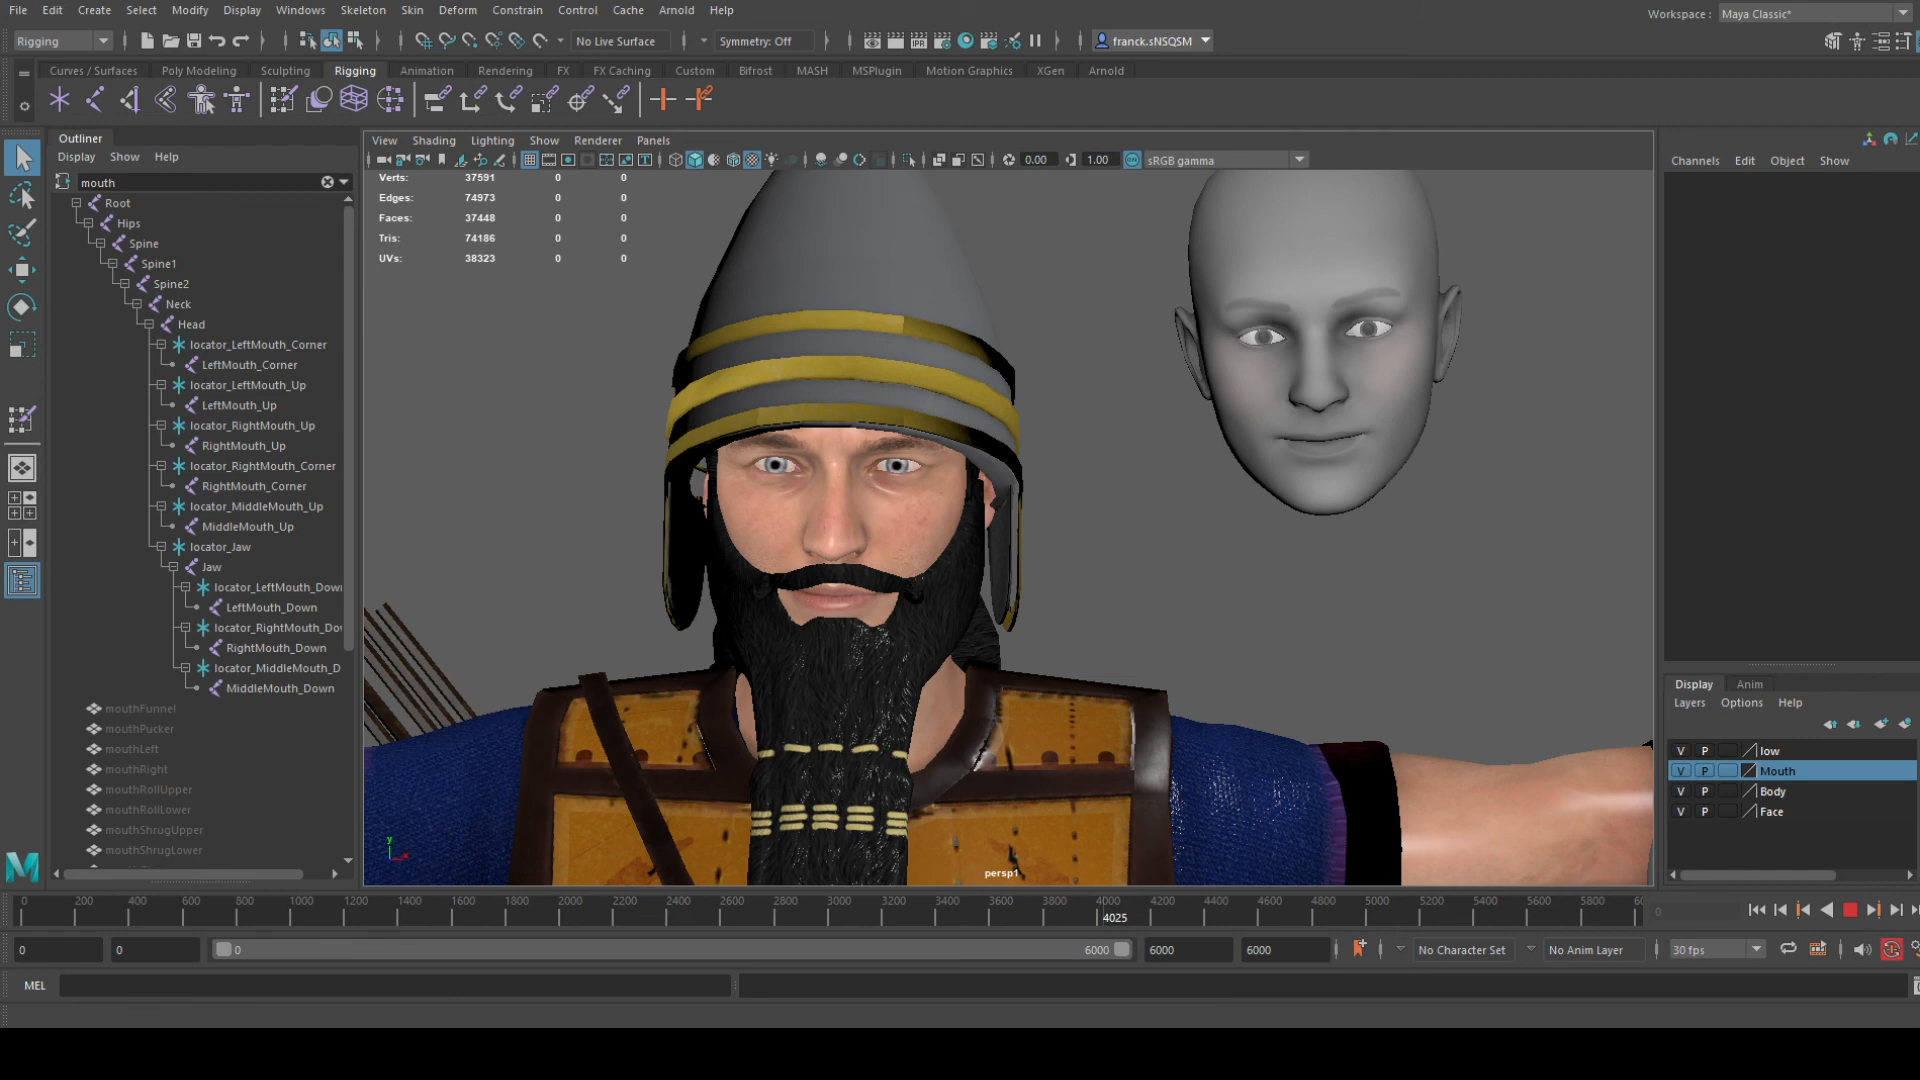 File Edit Create Select Modify Display Windows Skeleton Skin Deform Constrain Control Cache Arnold Help
Workspace : Maya Classic*
Rigging
No Live Surface
Symmetry: Off
IPR
franck.sNSQSM
Curves / Surfaces Poly Modeling Sculpting Rigging Animation Rendering FX FX Caching Custom Bifrost MASH MSPlugin Motion Graphics XGen Arnold
Outliner
Display Show Help
mouth
Root
Hips
Spine
Spine1
Spine2
Neck
Head
locator_LeftMouth_Corner
LeftMouth_Corner
locator_LeftMouth_Up
LeftMouth_Up
locator_RightMouth_Up
RightMouth_Up
locator_RightMouth_Corner
RightMouth_Corner
locator_MiddleMouth_Up
MiddleMouth_Up
locator_Jaw
Jaw
locator_LeftMouth_Down
LeftMouth_Down
locator_RightMouth_Do
RightMouth_Down
locator_MiddleMouth_D
MiddleMouth_Down
mouthFunnel
mouthPucker
mouthLeft
mouthRight
mouthRollUpper
mouthRollLower
mouthShrugUpper
mouthShrugLower
View Shading Lighting Show Renderer Panels
0.00 1.00 sRGB gamma
Verts: 37591 0 0
Edges: 74973 0 0
Faces: 37448 0 0
Tris: 74186 0 0
UVs: 38323 0 0
y
x
persp1
Channels Edit Object Show
Display Anim
Layers Options Help
V P low
V P Mouth
V P Body
V P Face
0 200 400 600 800 1000 1200 1400 1600 1800 2000 2200 2400 2600 2800 3000 3200 3400 3600 3800 4000 4200 4400 4600 4800 5000 5200 5400 5600 5800 6
4025
0
0 0 0 6000 6000 6000
No Character Set
No Anim Layer
30 fps
MEL